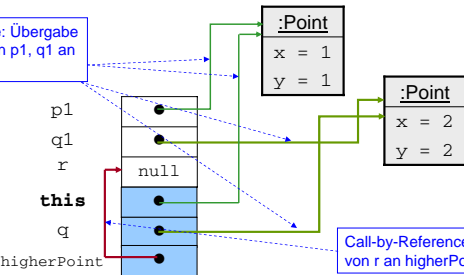 : Übergabe
p1, q1 an
:Point
x = 1
y = 1
:Point
x = 2
y = 2
p1
q1
r
null
this
q
higherPoint
Call-by-Reference
von r an higherPo